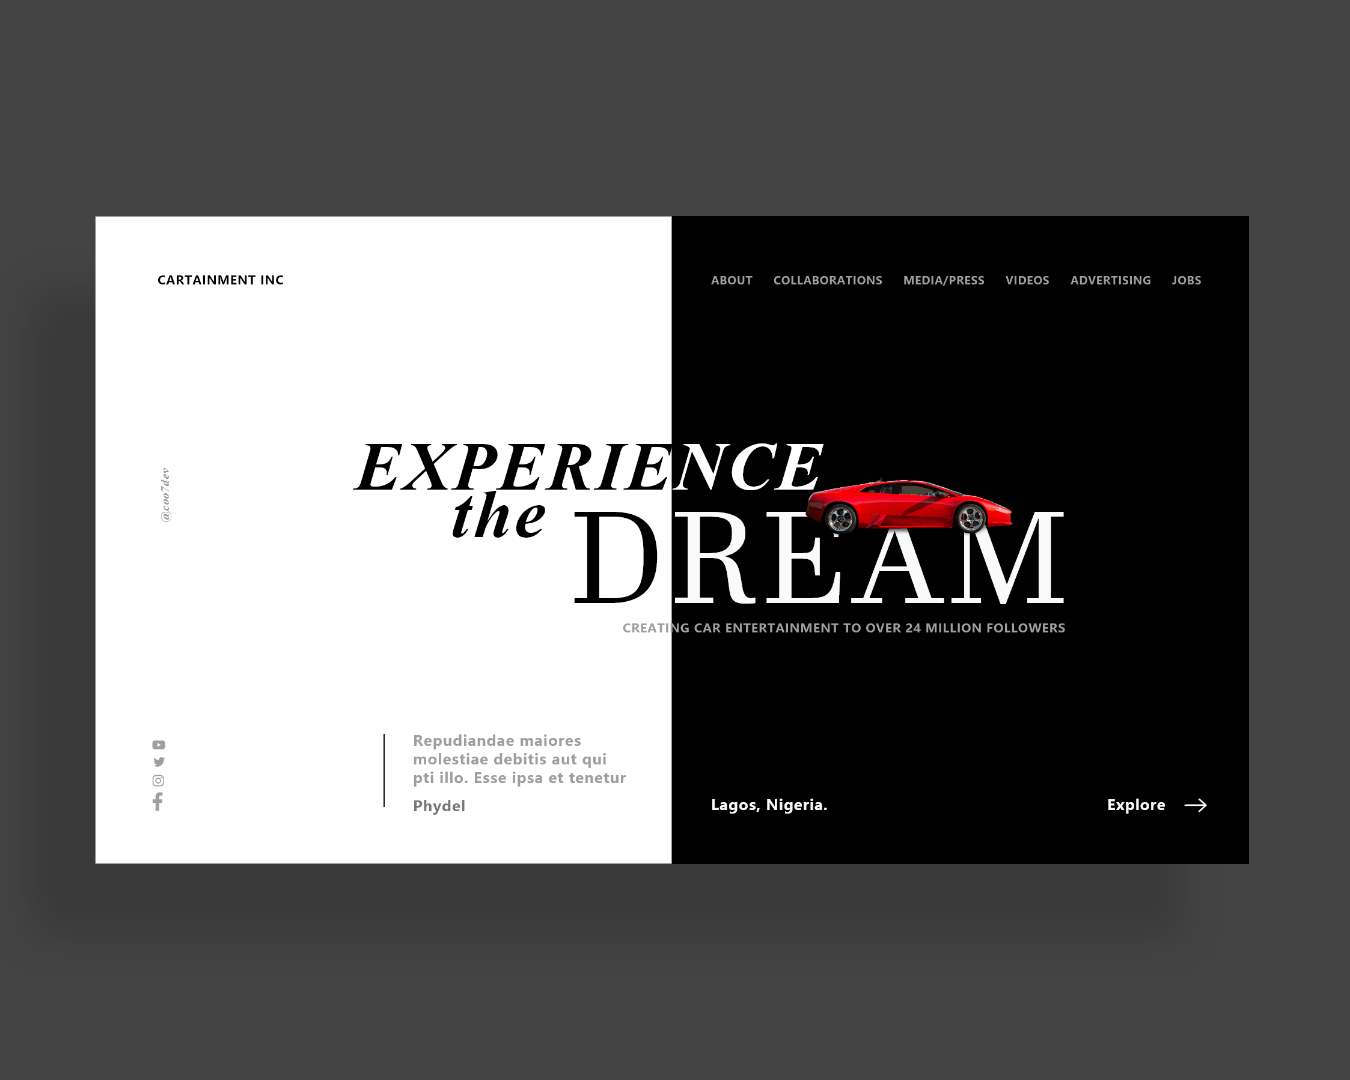 CARTAINMENT INC
ABOUT COLLABORATIONS MEDIA/PRESS VIDEOS ADVERTISING JOBS
@coo7dev
EXPERIENCE
the
DREAM
CREATING CAR ENTERTAINMENT TO OVER 24 MILLION FOLLOWERS
Repudiandae maiores
molestiae debitis aut qui
pti illo. Esse ipsa et tenetur
Phydel
Lagos, Nigeria.
Explore